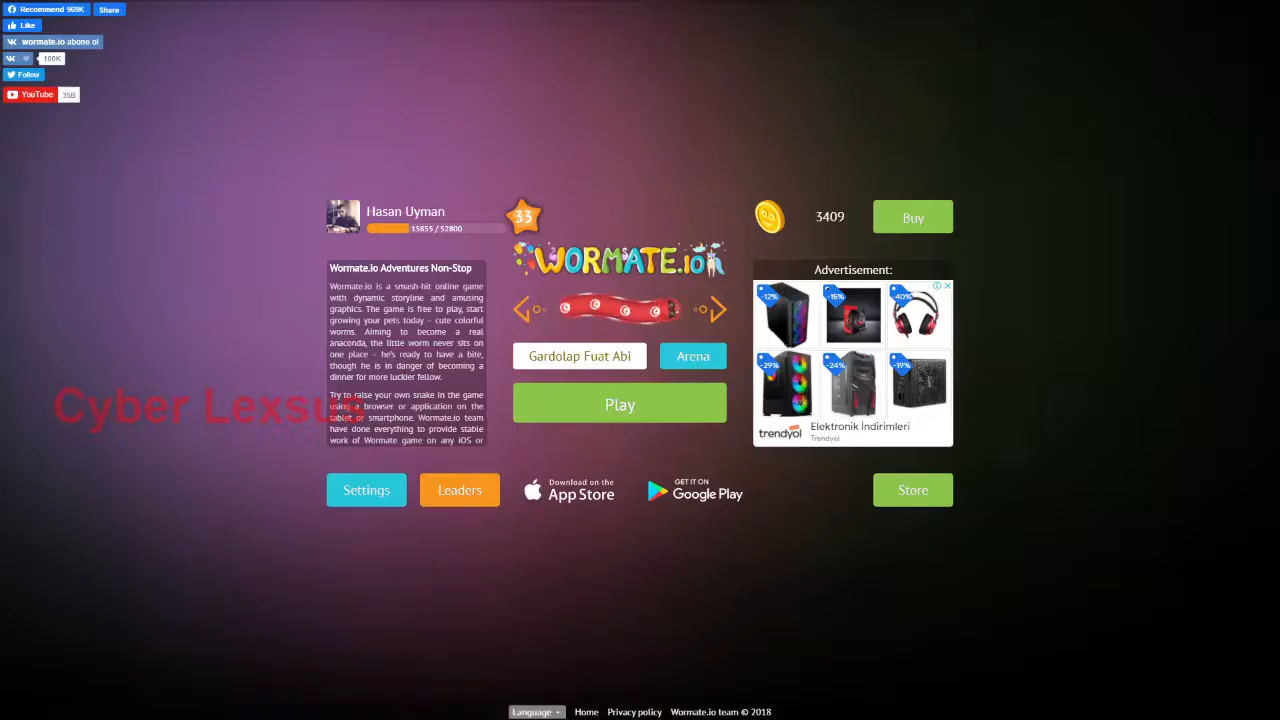 Recommend 969K
Share
Like
wormate.io abone ol
100K
Follow
YouTube
35B
Hasan Uyman
15855 / 52800
33
3409
Buy
WORMATE.io
Wormate.io Adventures Non-Stop
Wormate.io is a smash-hit online game
with dynamic storyline and amusing
graphics. The game is free to play, start
growing your pets today – cute colorful
worms. Aiming to become a real
anaconda, the little worm never sits on
one place – he's ready to have a bite,
though he is in danger of becoming a
dinner for more luckier fellow.
Try to raise your own snake in the game
using a browser or application on the
tablet or smartphone. Wormate.io team
have done everything to provide stable
work of Wormate game on any iOS or
Cyber Lexsus
Gardolap Fuat Abi
Arena
Play
Advertisement:
-12%
-16%
-40%
-29%
-24%
-19%
trendyol
Elektronik İndirimleri
Trendyol
Settings
Leaders
Download on the
App Store
GET IT ON
Google Play
Store
Language
Home
Privacy policy
Wormate.io team © 2018